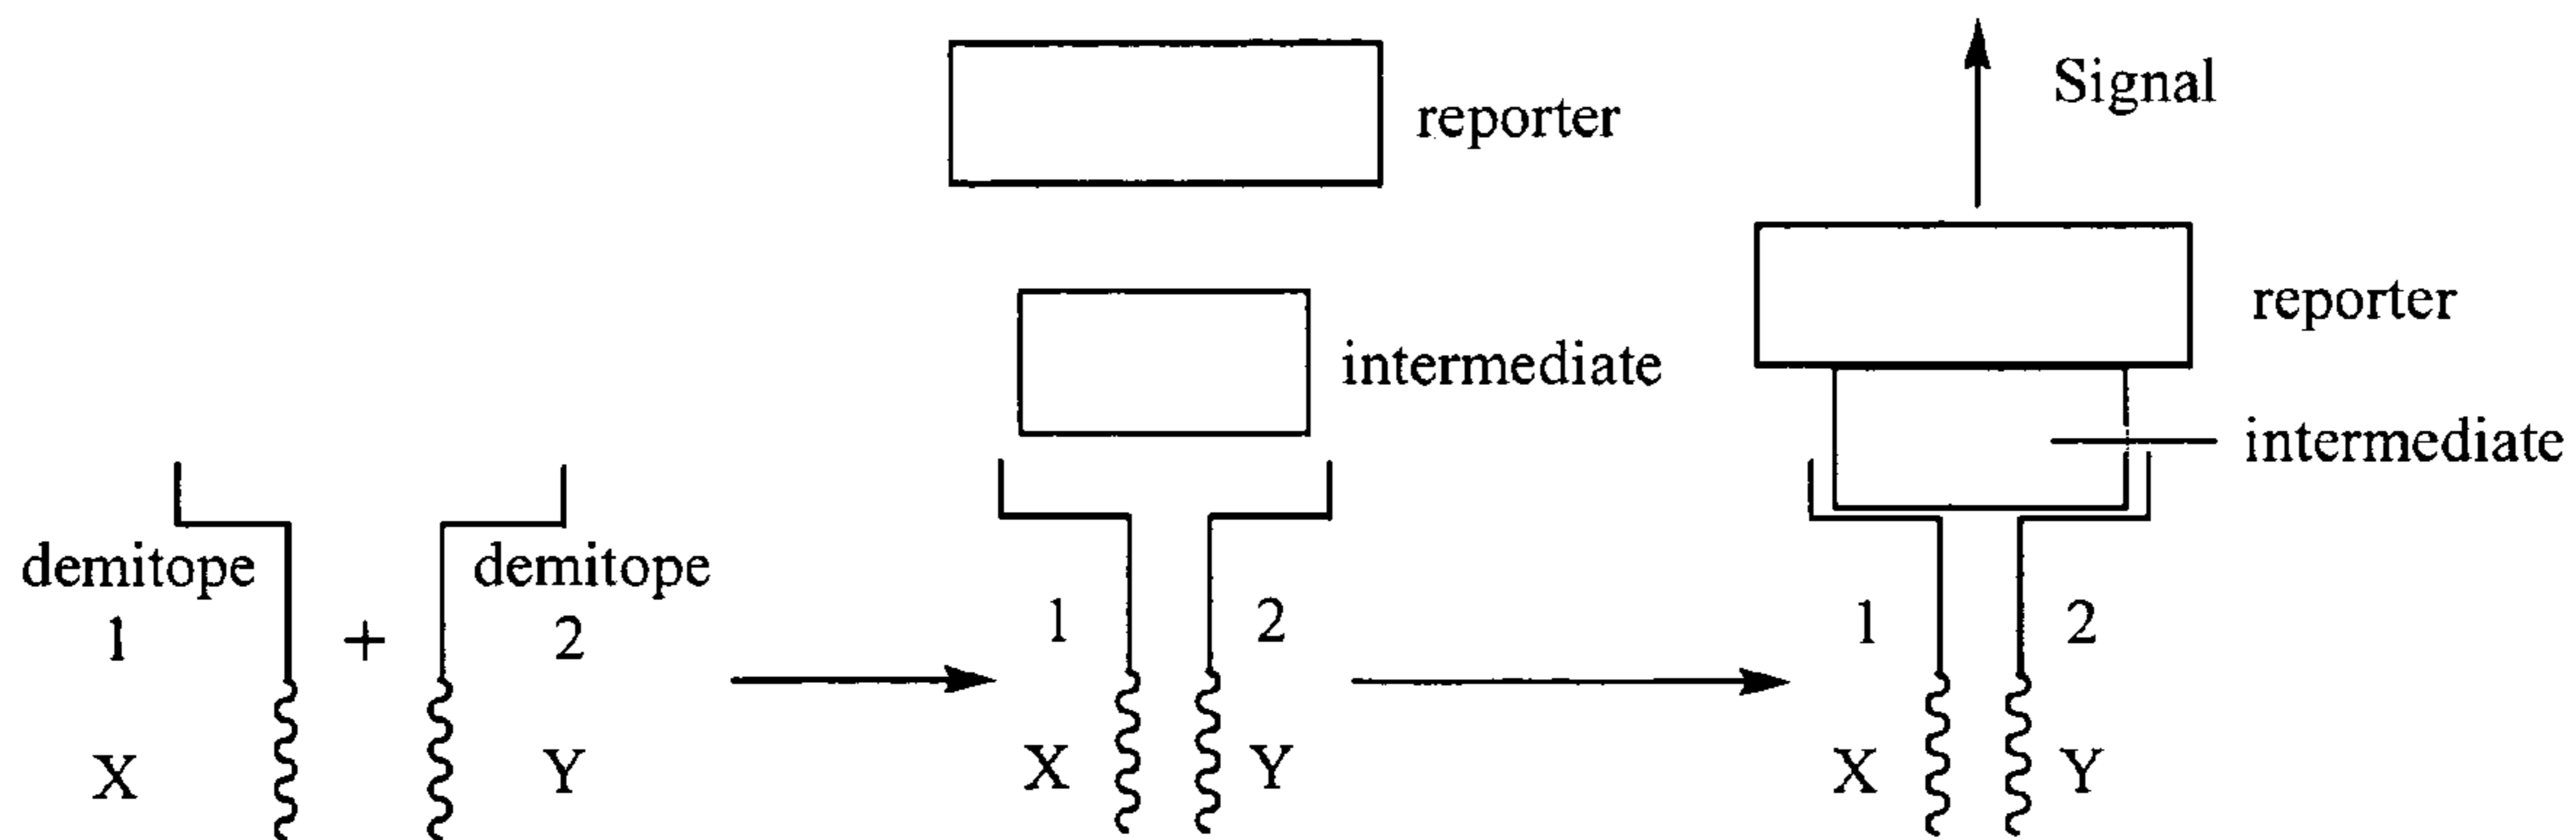 demitope
1
X
+
demitope
2
Y
reporter
intermediate
1
2
X
Y
Signal
reporter
intermediate
1
2
X
Y